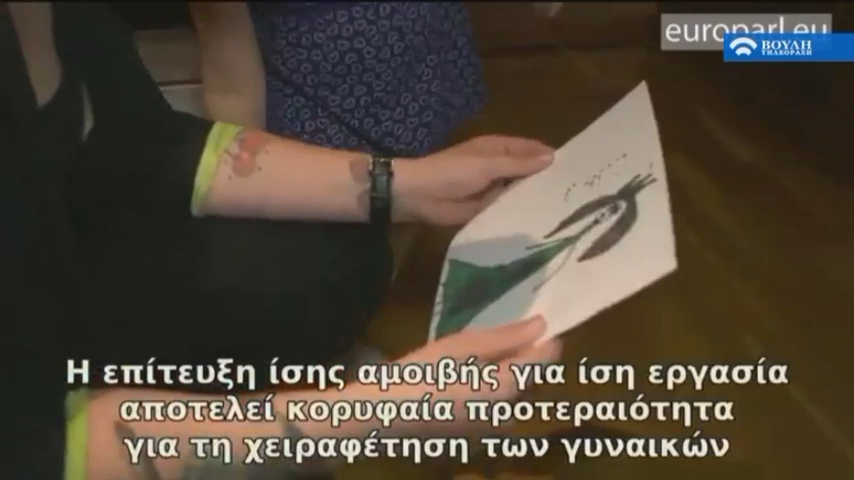 europarl.eu
ΒΟΥΛΗ
ΤΗΛΕΟΡΑΣΗ
Η επίτευξη ίσης αμοιβής για ίση εργασία
αποτελεί κορυφαία προτεραιότητα
για τη χειραφέτηση των γυναικών